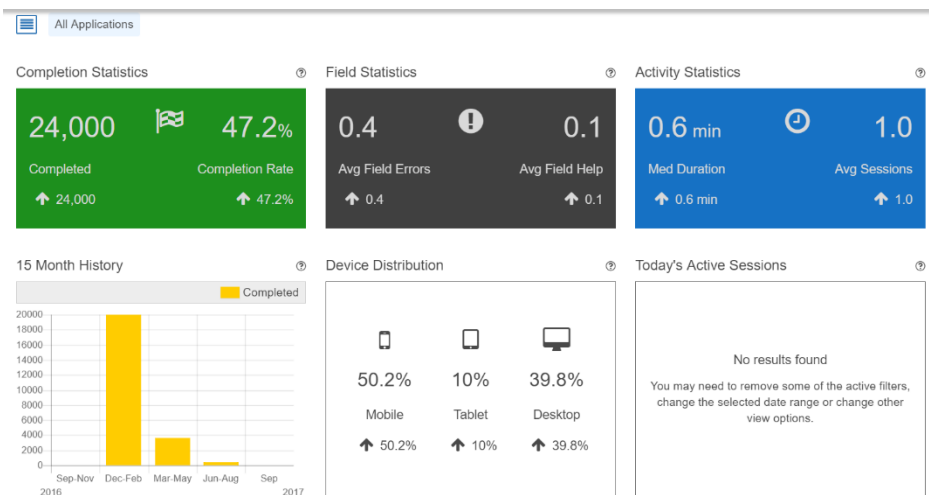 All Applications
Completion Statistics
24,000 47.2%
Completed Completion Rate
24,000 47.2%
Field Statistics
0.4 0.1
Avg Field Errors Avg Field Help
0.4 0.1
Activity Statistics
0.6 min 1.0
Med Duration Avg Sessions
0.6 min 1.0
15 Month History
Completed
20000
18000
16000
14000
12000
10000
8000
6000
4000
2000
0
Sep-Nov Dec-Feb Mar-May Jun-Aug Sep
2016 2017
Device Distribution
50.2% 10% 39.8%
Mobile Tablet Desktop
50.2% 10% 39.8%
Today's Active Sessions
No results found
You may need to remove some of the active filters,
change the selected date range or change other
view options.